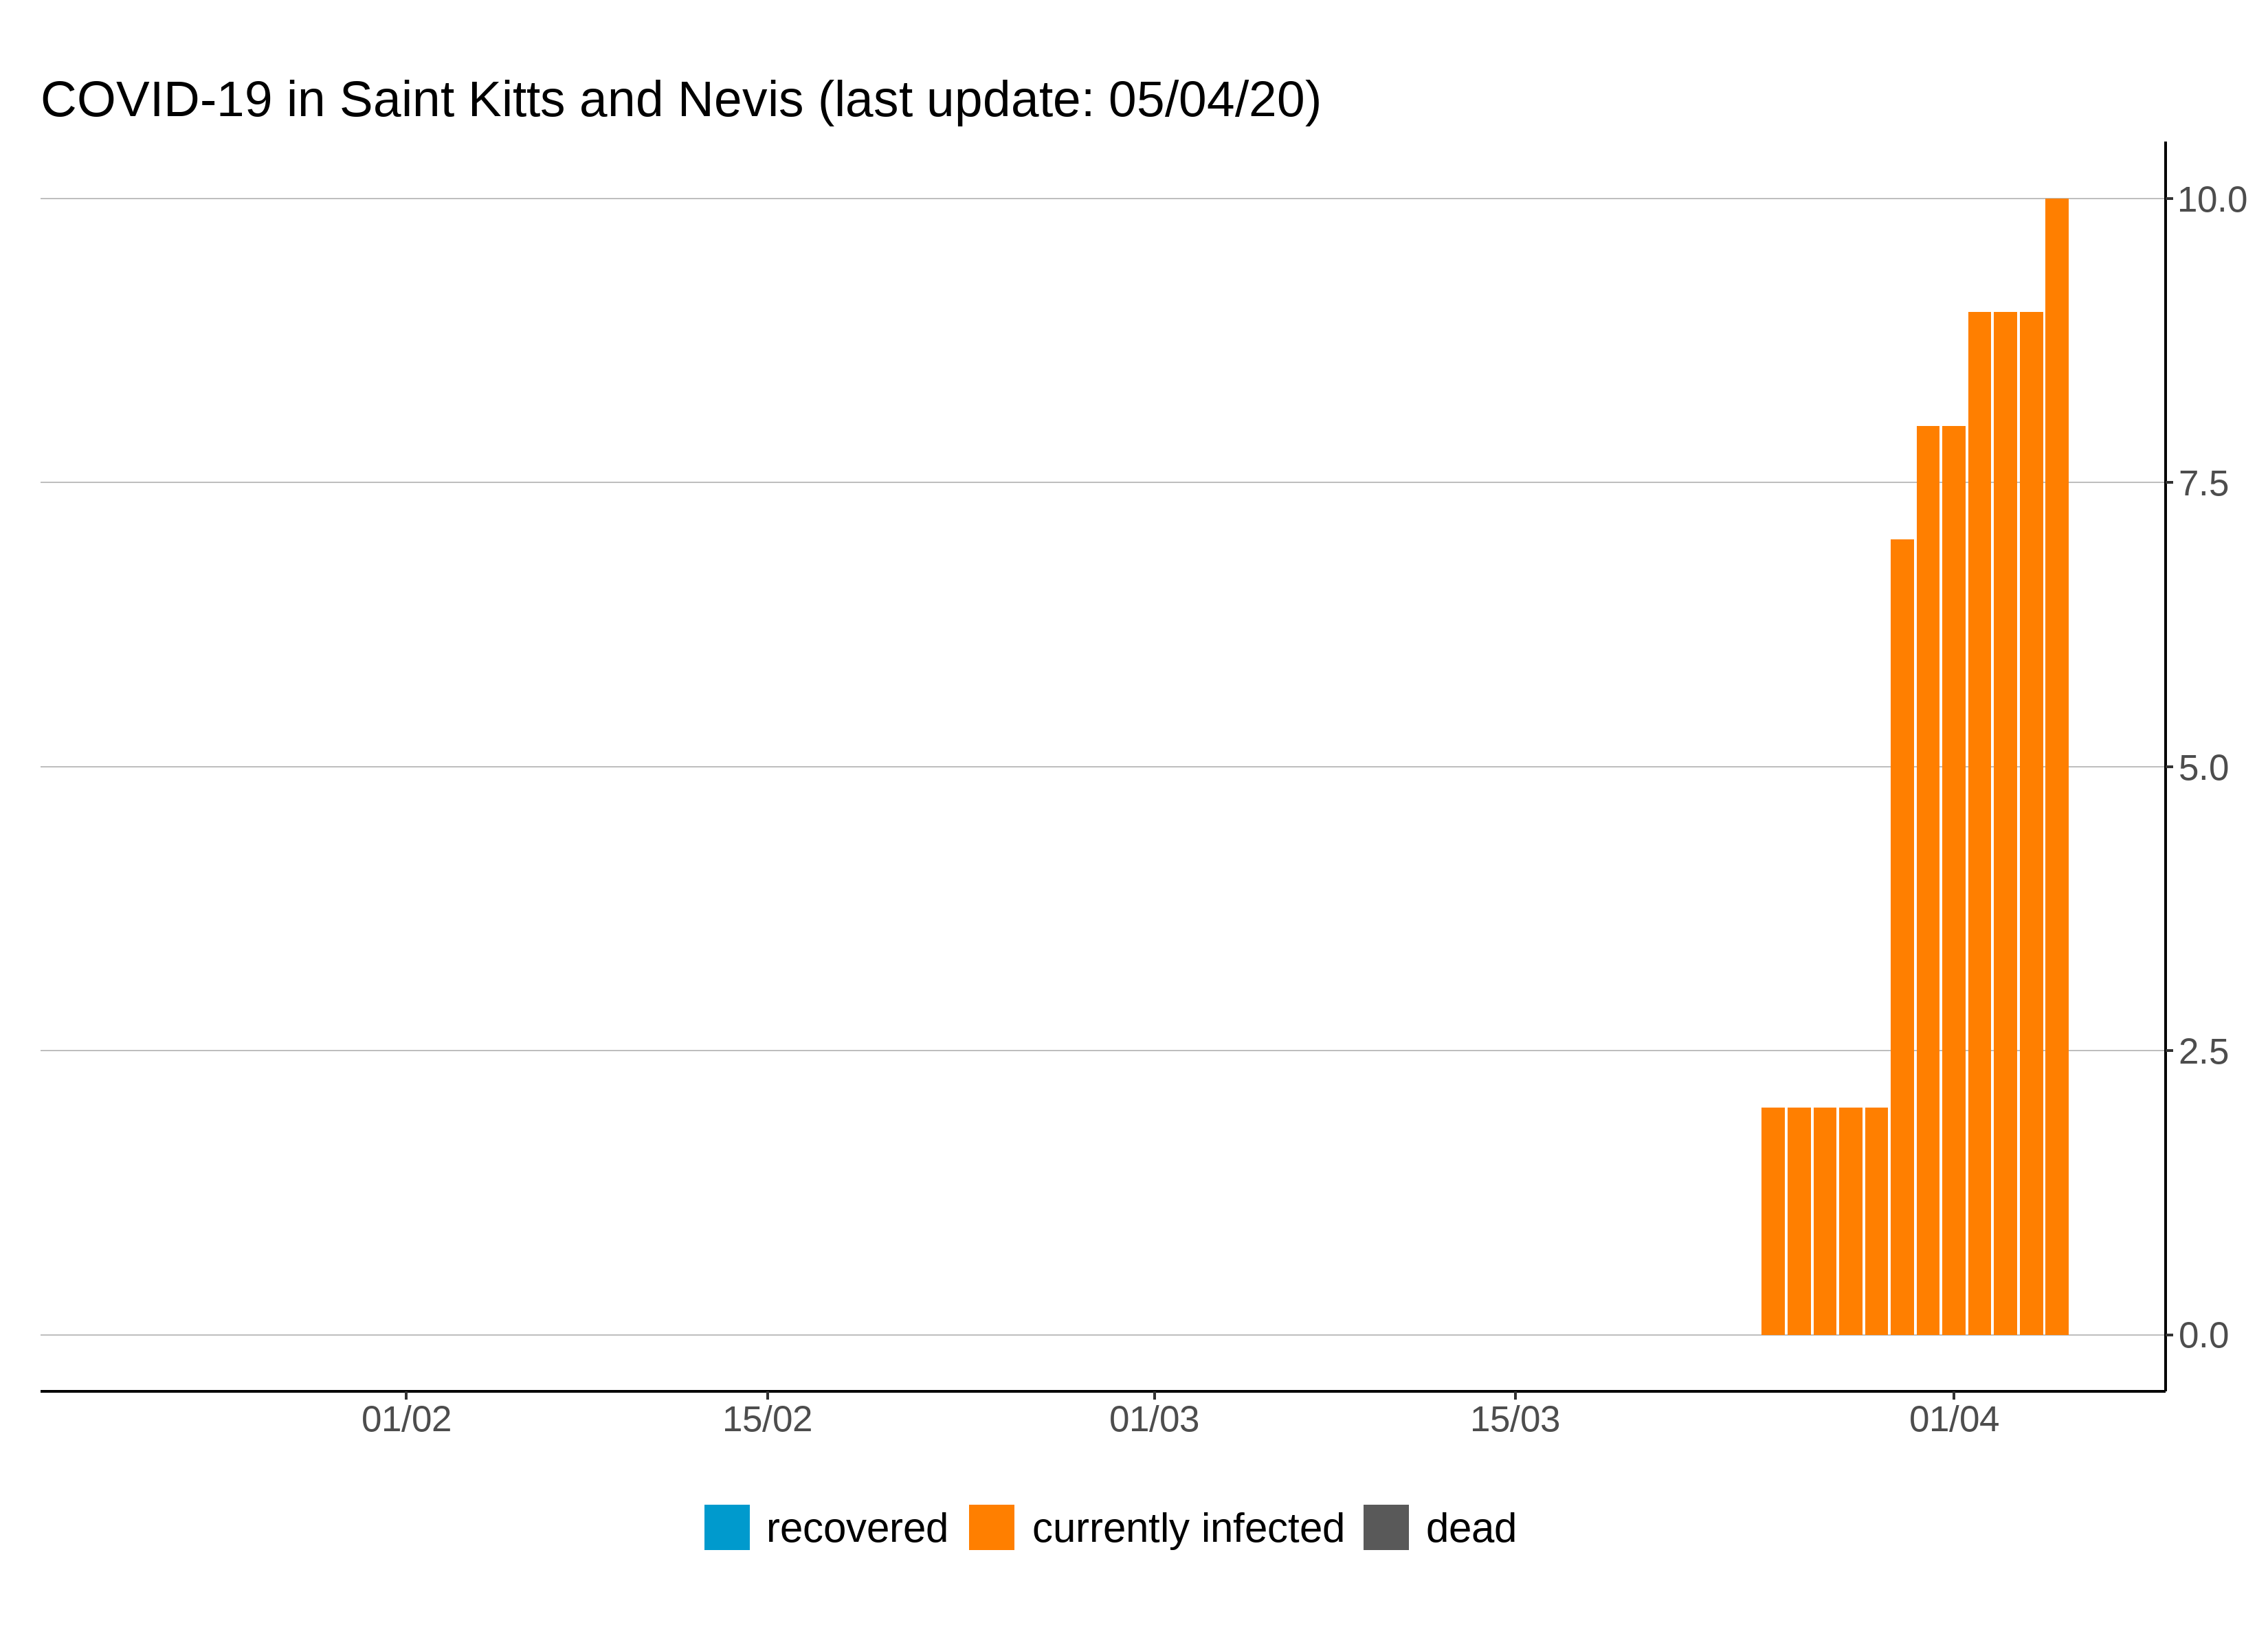 COVID-19 in Saint Kitts and Nevis (last update: 05/04/20)
10.0
7.5
5.0
2.5
0.0
01/02 15/02 01/03 15/03 01/04
recovered currently infected dead